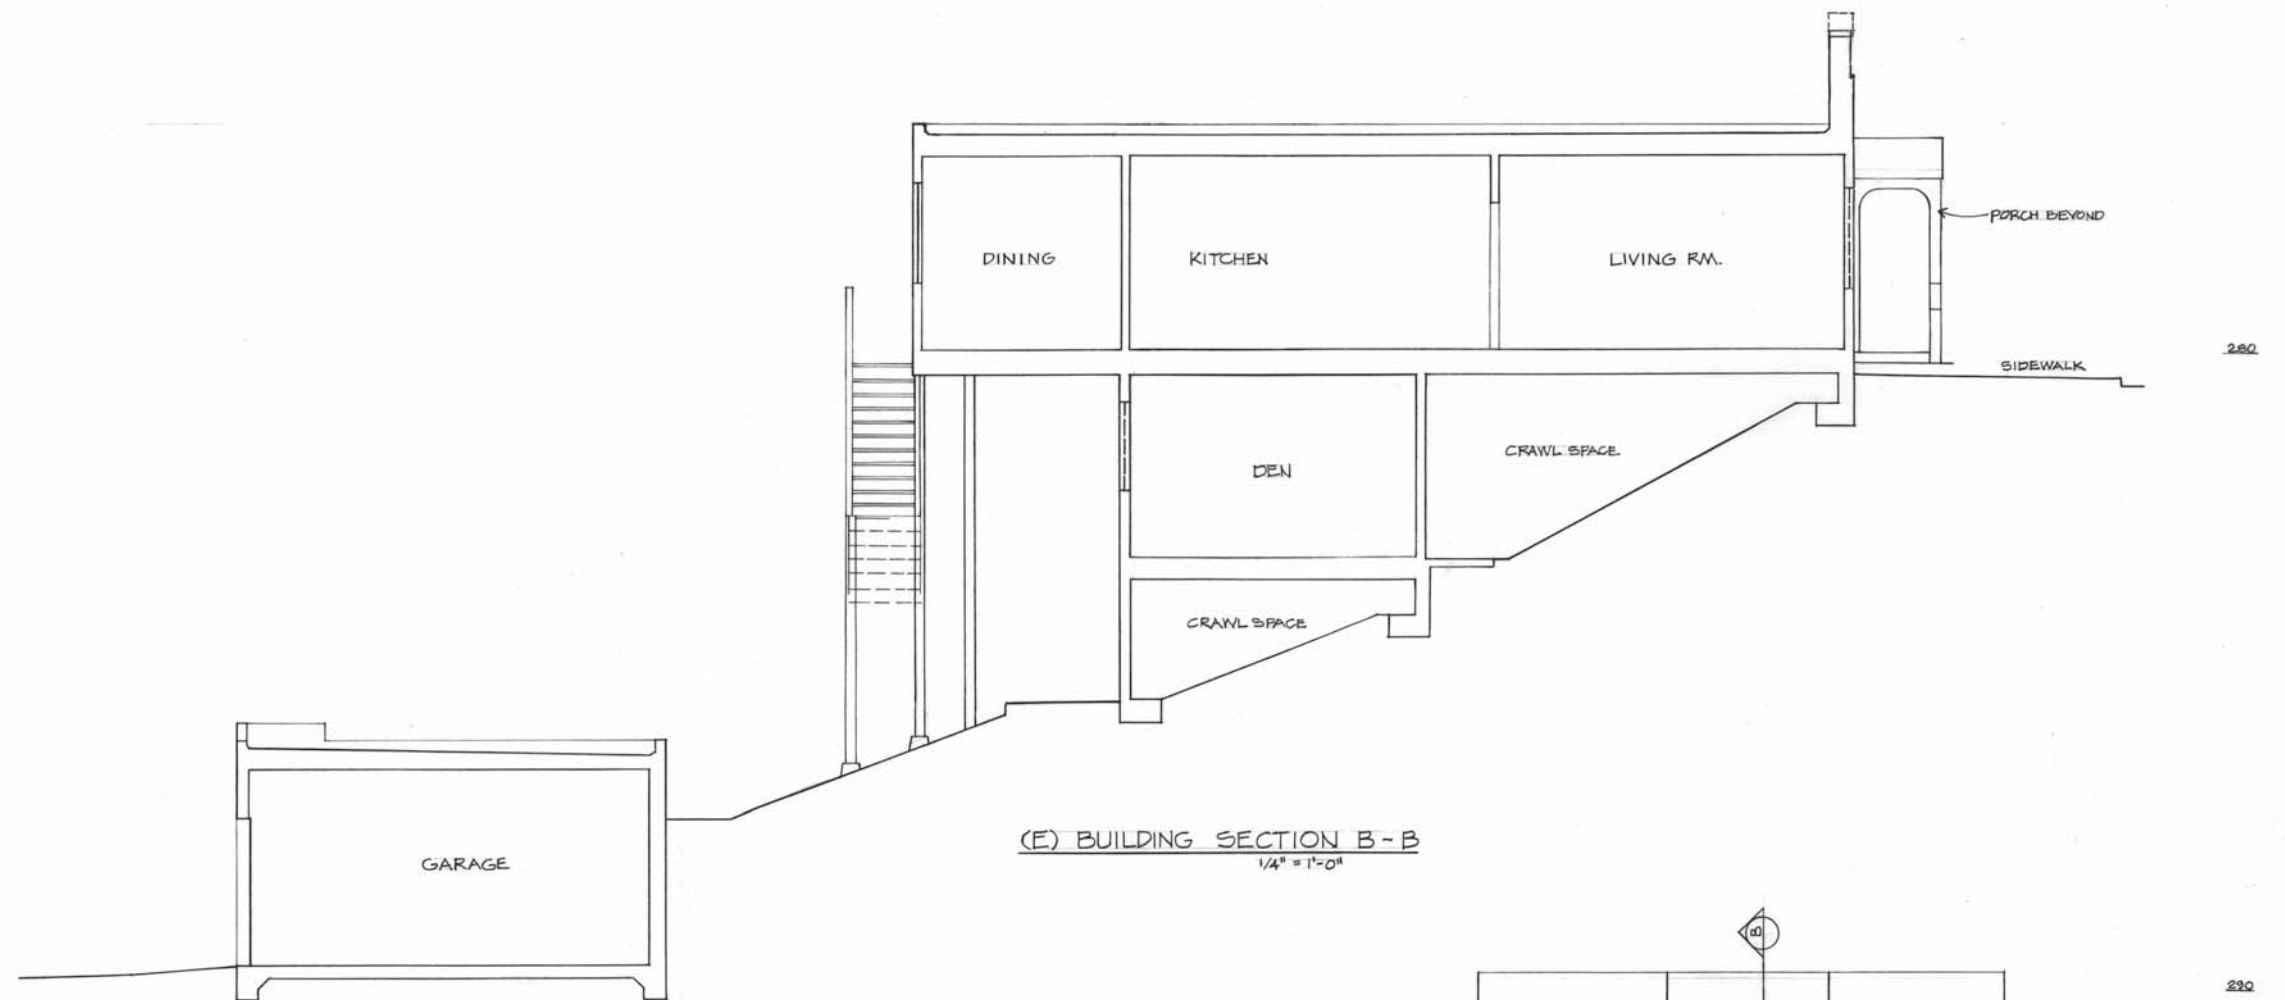 PORCH BEYOND
DINING
KITCHEN
LIVING RM.
280
SIDEWALK
CRAWL SPACE
DEN
CRAWL SPACE
(E) BUILDING SECTION B-B
1/4" = 1'-0"
GARAGE
B
290